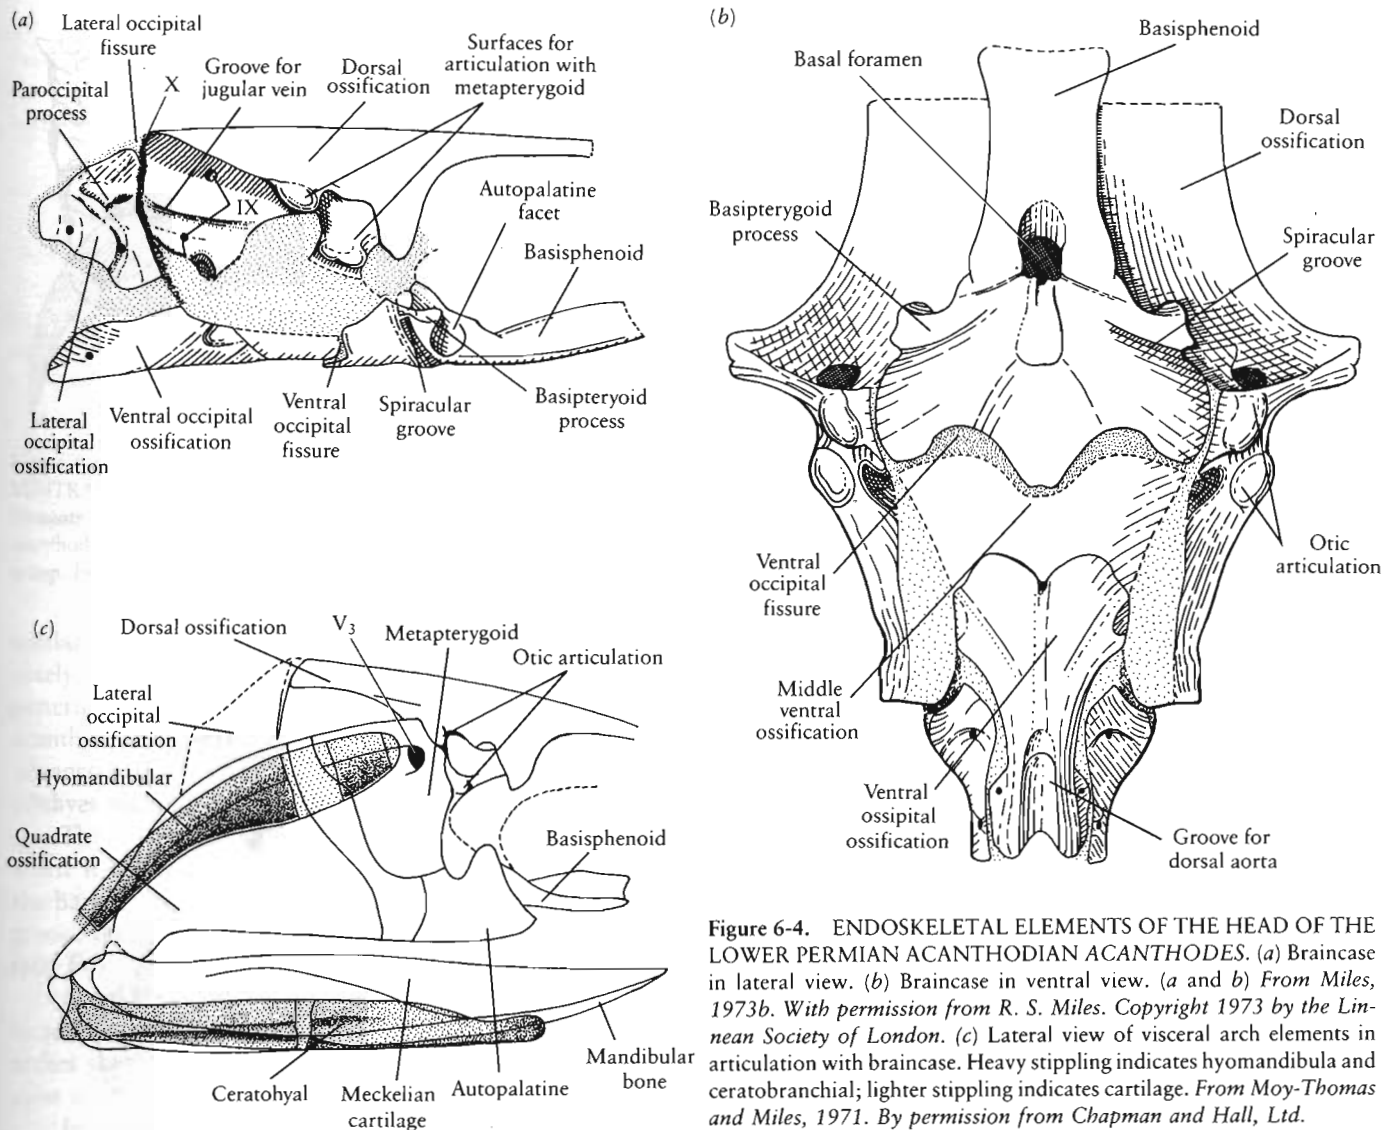 (a)
Lateral occipital
fissure
Paroccipital
process
X
Groove for
jugular vein
Dorsal
ossification
Surfaces for
articulation with
metapterygoid
IX
Autopalatine
facet
Basisphenoid
Lateral
occipital
ossification
Ventral occipital
ossification
Ventral
occipital
fissure
Spiracular
groove
Basipteryoid
process
(b)
Basal foramen
Basisphenoid
Dorsal
ossification
Basipterygoid
process
Spiracular
groove
Ventral
occipital
fissure
Otic
articulation
Middle
ventral
ossification
Ventral
ossipital
ossification
Groove for
dorsal aorta
(c)
Dorsal ossification
V3
Metapterygoid
Otic articulation
Lateral
occipital
ossification
Hyomandibular
Quadrate
ossification
Basisphenoid
Ceratohyal
Meckelian
cartilage
Autopalatine
Mandibular
bone
Figure 6-4. ENDOSKELETAL ELEMENTS OF THE HEAD OF THE
LOWER PERMIAN ACANTHODIAN ACANTHODES. (a) Braincase
in lateral view. (b) Braincase in ventral view. (a and b) From Miles,
1973b. With permission from R. S. Miles. Copyright 1973 by the Lin-
nean Society of London. (c) Lateral view of visceral arch elements in
articulation with braincase. Heavy stippling indicates hyomandibula and
ceratobranchial; lighter stippling indicates cartilage. From Moy-Thomas
and Miles, 1971. By permission from Chapman and Hall, Ltd.